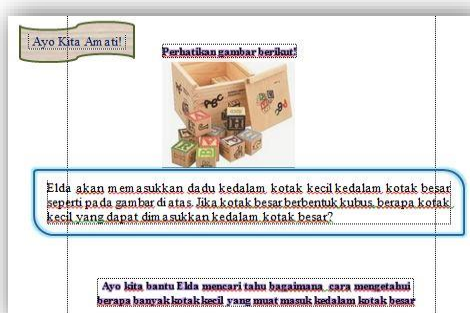 Ayo Kita Amati!
Perhatikan gambar berikut!
ABC
Elda akan memasukkan dadu kedalam kotak kecil kedalam kotak besar
seperti pada gambar di atas. Jika kotak besar berbentuk kubus, berapa kotak
kecil yang dapat dimasukkan kedalam kotak besar?
Ayo kita bantu Elda mencari tahu bagaimana cara mengetahui
berapa banyak kotak kecil yang muat masuk kedalam kotak besar